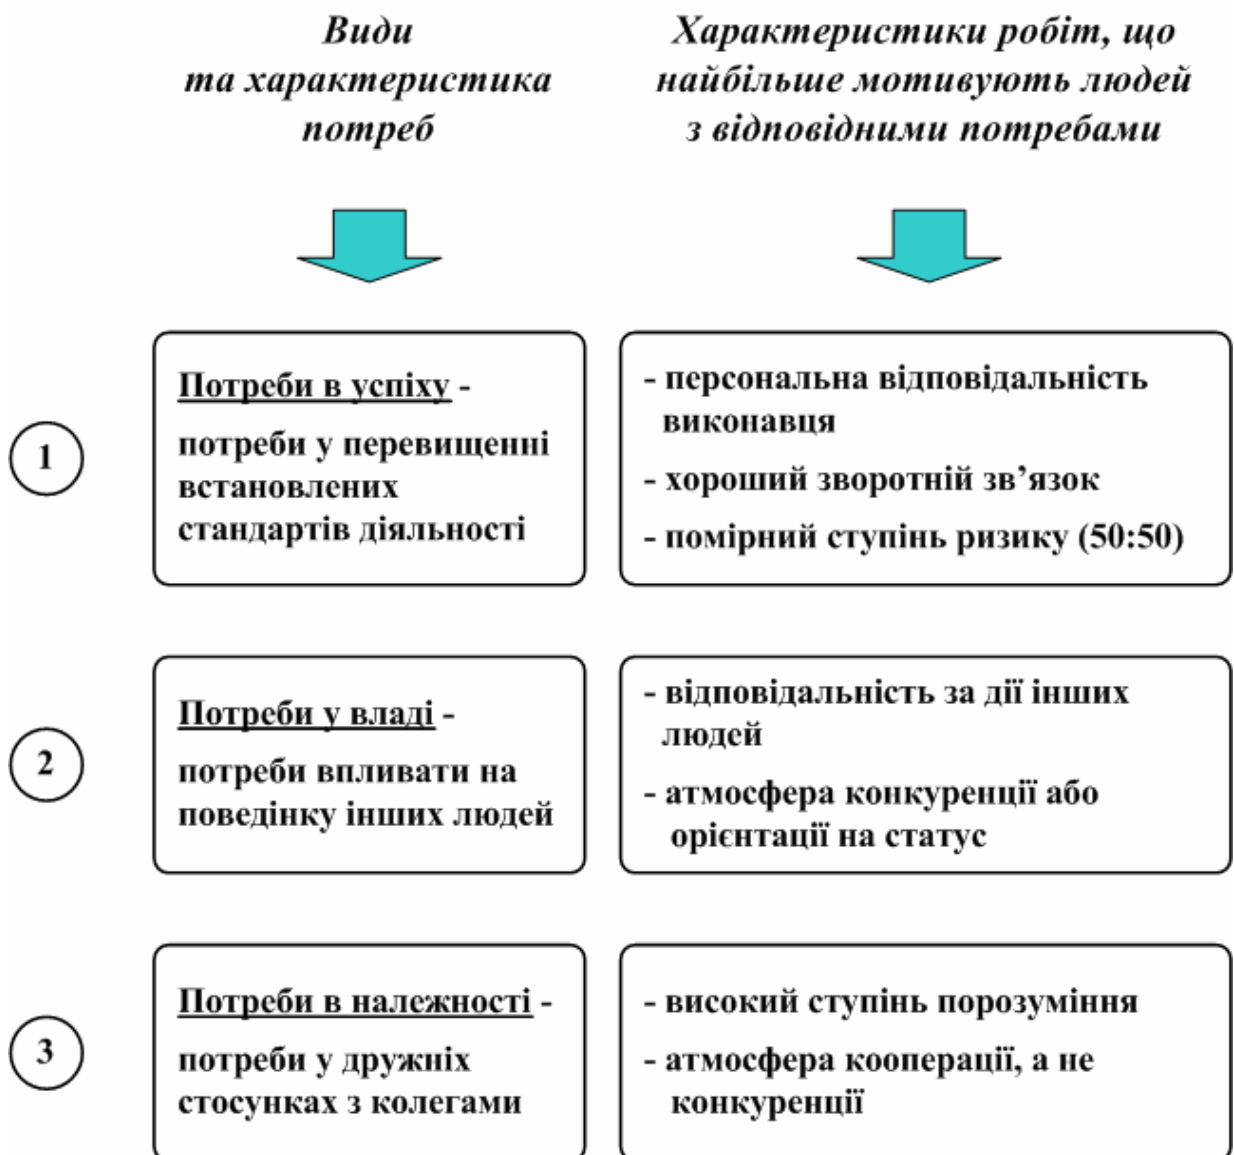 Види
та характеристика
потреб
Характеристики робіт, що
найбільше мотивують людей
з відповідними потребами
1
Потреби в успіху -
потреби у перевищенні
встановлених
стандартів діяльності
- персональна відповідальність
виконавця
- хороший зворотній зв’язок
- помірний ступінь ризику (50:50)
2
Потреби у владі -
потреби впливати на
поведінку інших людей
- відповідальність за дії інших
людей
- атмосфера конкуренції або
орієнтації на статус
3
Потреби в належності -
потреби у дружніх
стосунках з колегами
- високий ступінь порозуміння
- атмосфера кооперації, а не
конкуренції